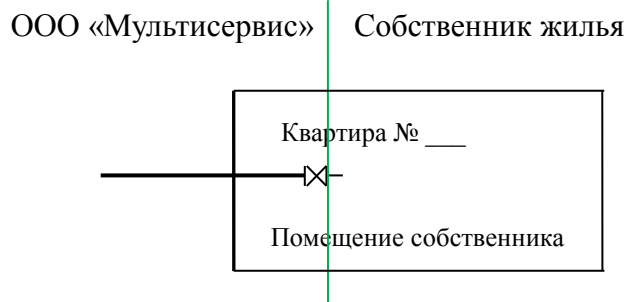 ООО «Мультисервис» Собственник жилья
Квартира № ___
Помещение собственника